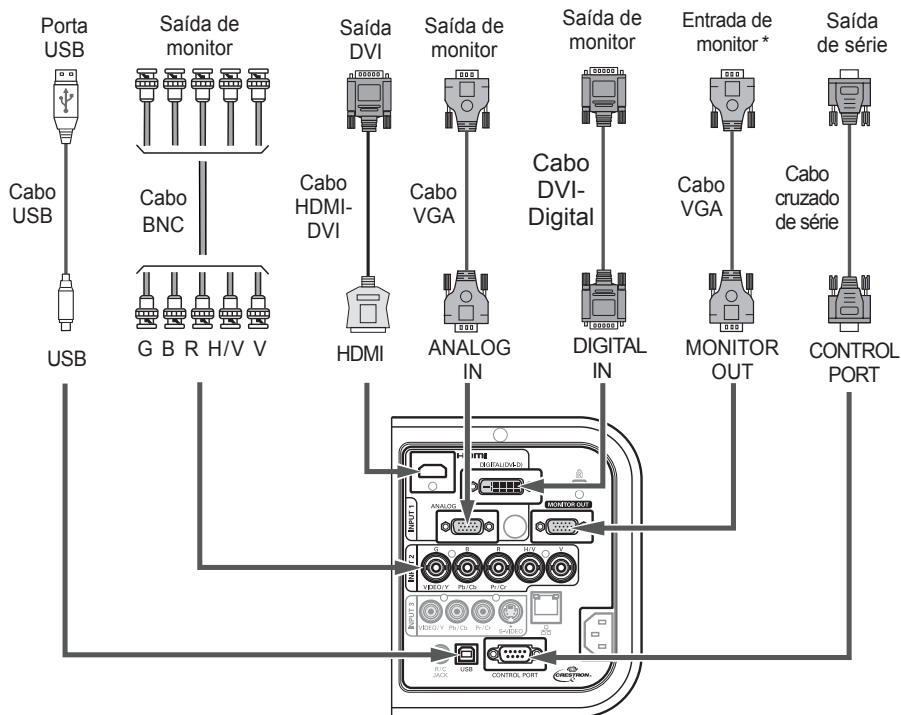 Porta
USB
Saída de
monitor
Saída
DVI
Saída de
monitor
Saída de
monitor
Entrada de
monitor *
Saída
de série
Cabo
USB
Cabo
BNC
Cabo
HDMI-
DVI
Cabo
VGA
Cabo
DVI-
Digital
Cabo
VGA
Cabo
cruzado
de série
USB
G B R H/V V
HDMI
ANALOG
IN
DIGITAL
IN
MONITOR
OUT
CONTROL
PORT
HDMI
DIGITAL(DVI-D)
INPUT 1
ANALOG
MONITOR OUT
INPUT 2
G B R H/V V
VIDEO/Y Pb/Cb Pr/Cr
INPUT 3
VIDEO/Y Pb/Cb Pr/Cr S-VIDEO
R/C
JACK
USB
CONTROL PORT
CRESTRON